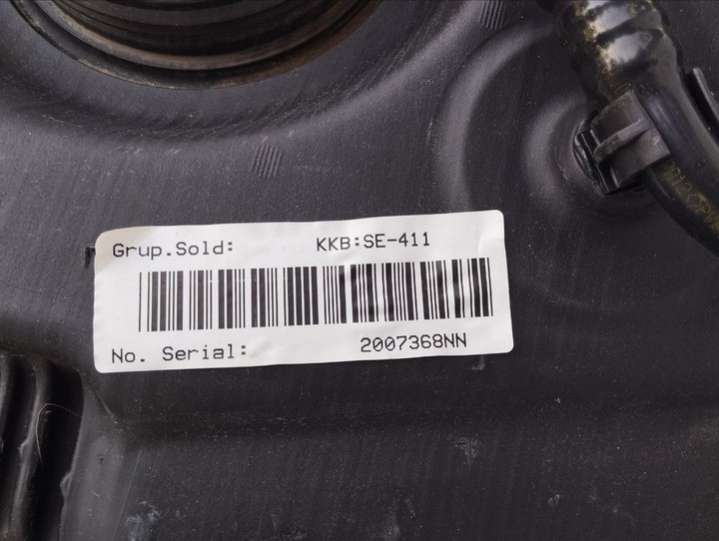 Grup.Sold: KKB:SE-411
No. Serial: 2007368NN